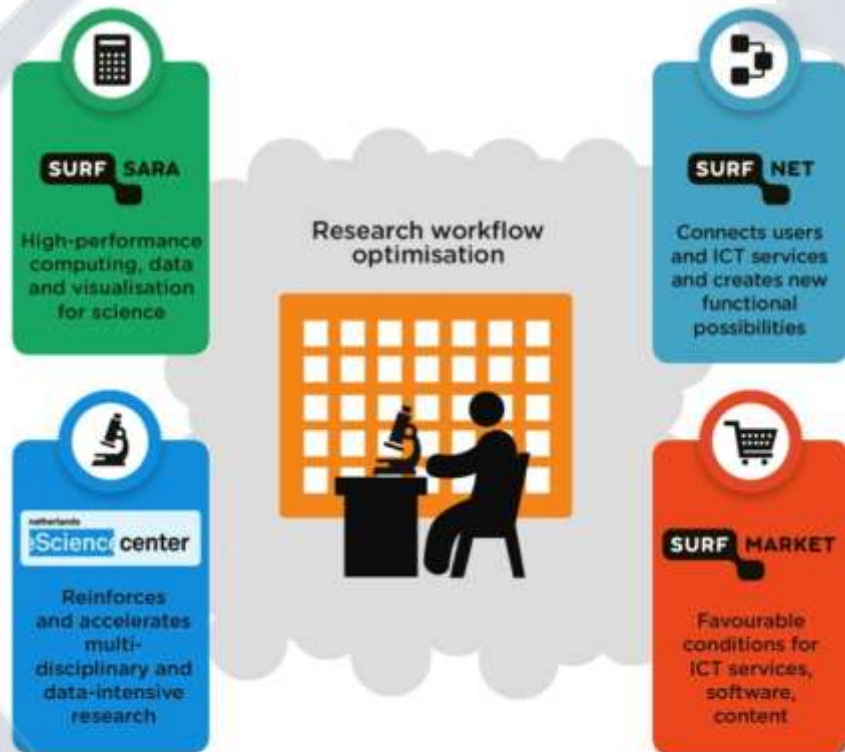 SURF SARA
High-performance
computing, data
and visualisation
for science
Research workflow
optimisation
SURF NET
Connects users
and ICT services
and creates new
functional
possibilities
netherlands
eScience center
Reinforces
and accelerates
multi-
disciplinary and
data-intensive
research
SURF MARKET
Favourable
conditions for
ICT services,
software,
content